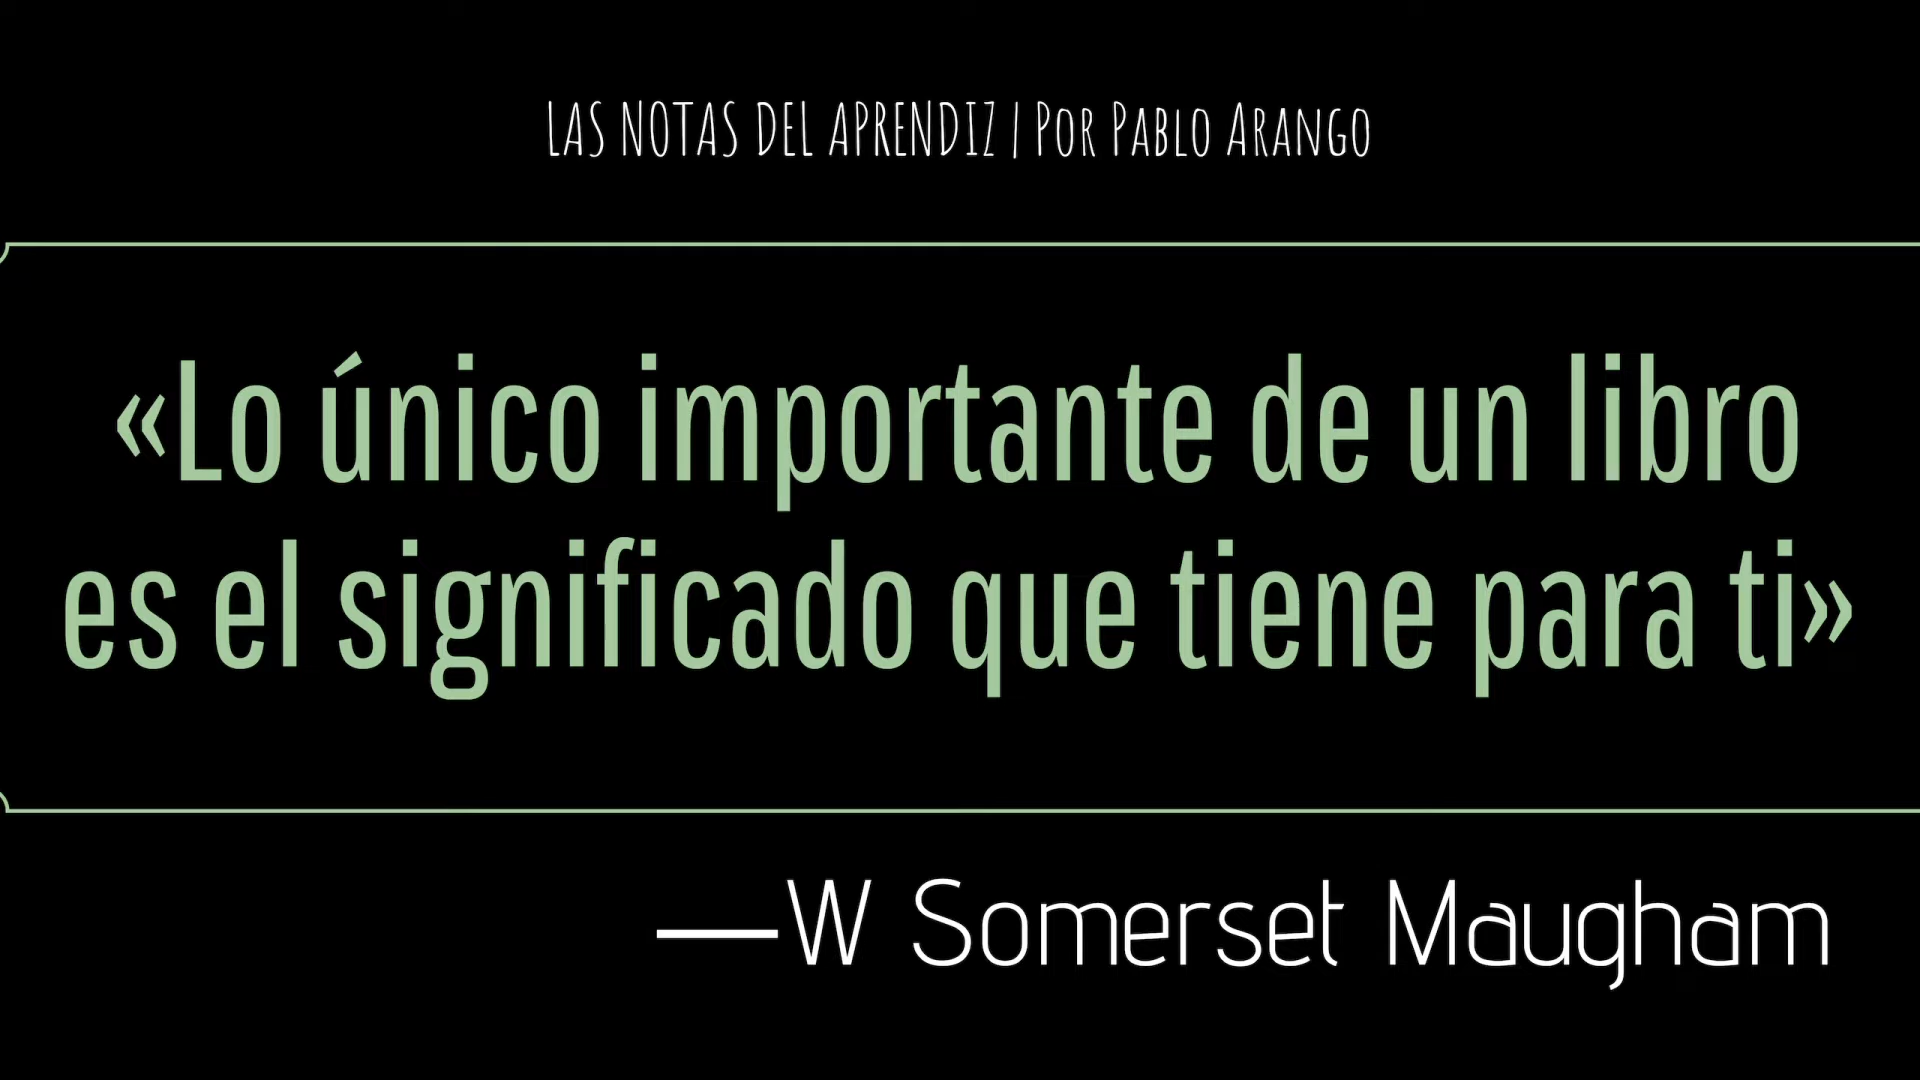 LAS NOTAS DEL APRENDIZ | Por Pablo Arango
«Lo único importante de un libro
es el significado que tiene para ti»
—W Somerset Maugham